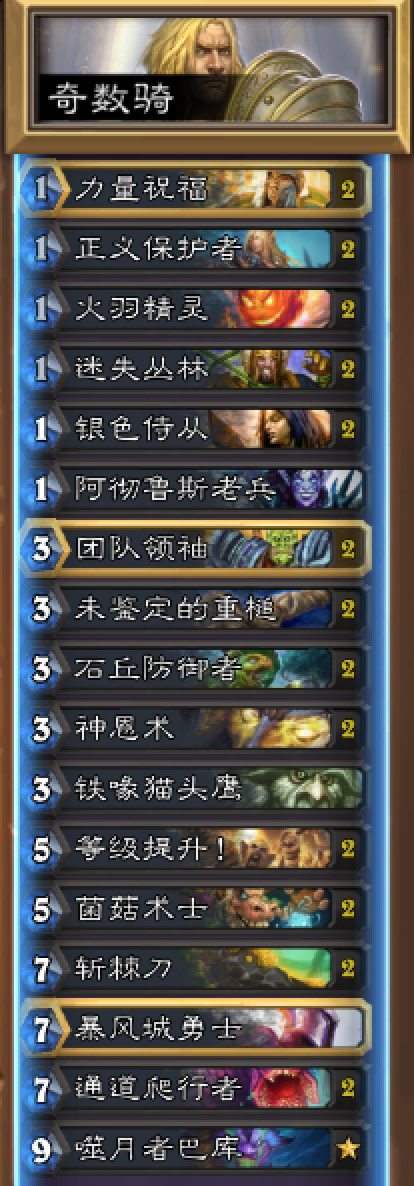 奇数骑
1 力量祝福 2
1 正义保护者 2
1 火羽精灵 2
1 迷失丛林 2
1 银色侍从 2
1 阿彻鲁斯老兵
3 团队领袖 2
3 未鉴定的重槌 2
3 石丘防御者 2
3 神恩术 2
3 铁喙猫头鹰
5 等级提升！ 2
5 菌菇术士 2
7 斩棘刀 2
7 暴风城勇士
7 通道爬行者 2
9 噬月者巴库